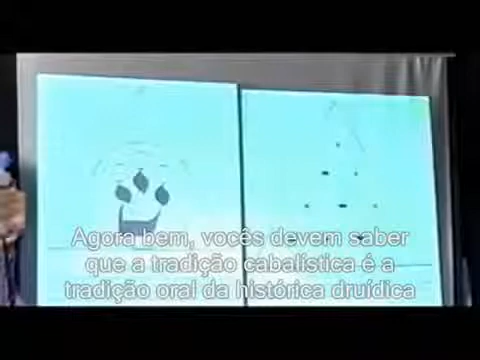 Agora bem, vocês devem saber
que a tradição cabalística é a
tradição oral da histórica druídica